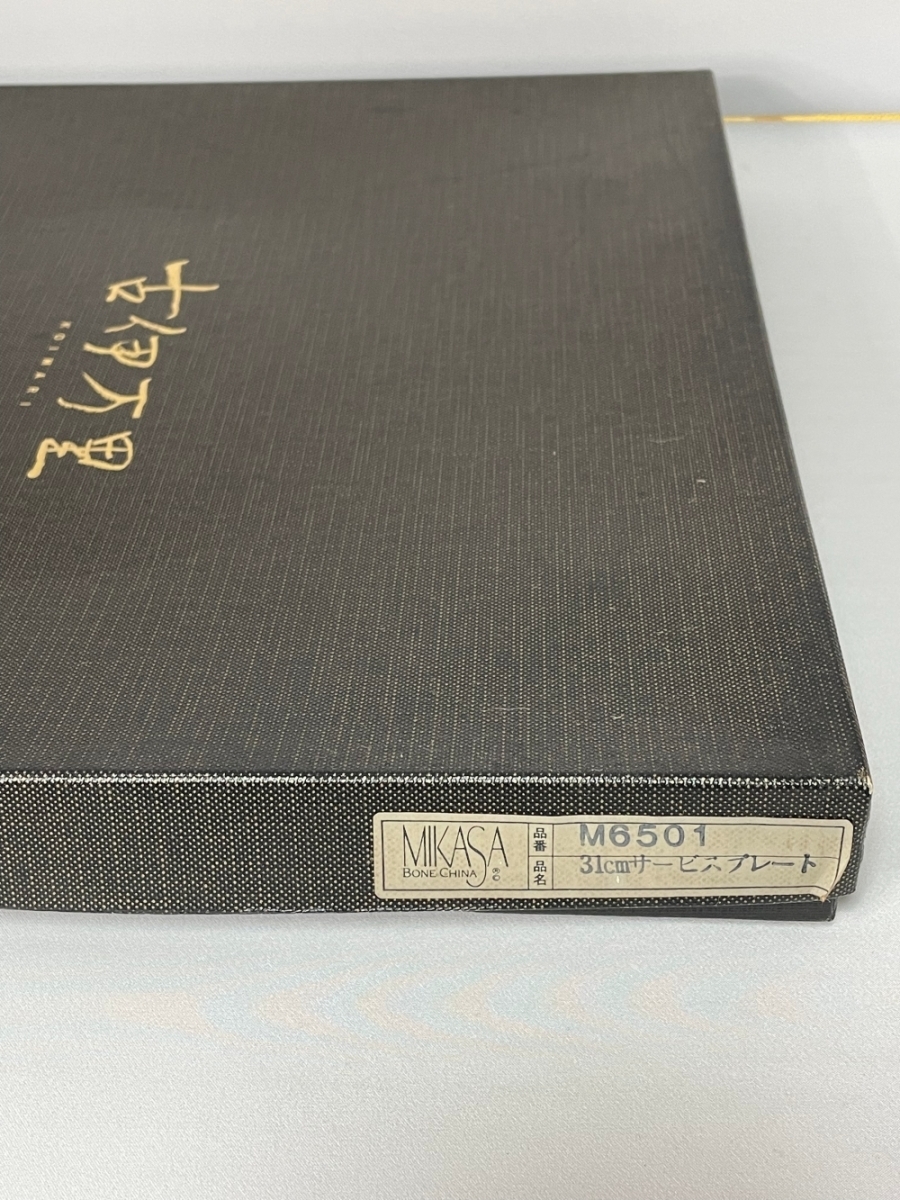 古伊万里
KOIMARI
MIKASA
BONE CHINA
®
©
品番 M6501
品名 31cmサービスプレート